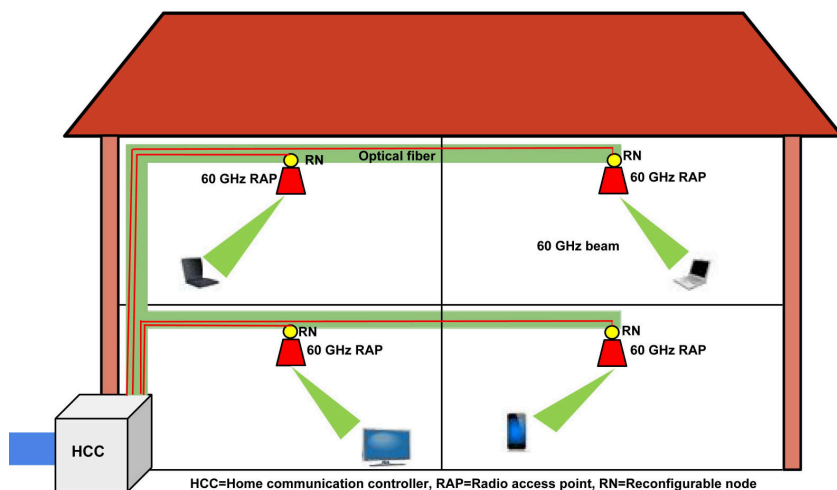 RN
Optical fiber
RN
60 GHz RAP
60 GHz RAP
60 GHz beam
RN
60 GHz RAP
RN
60 GHz RAP
HCC
HCC=Home communication controller, RAP=Radio access point, RN=Reconfigurable node